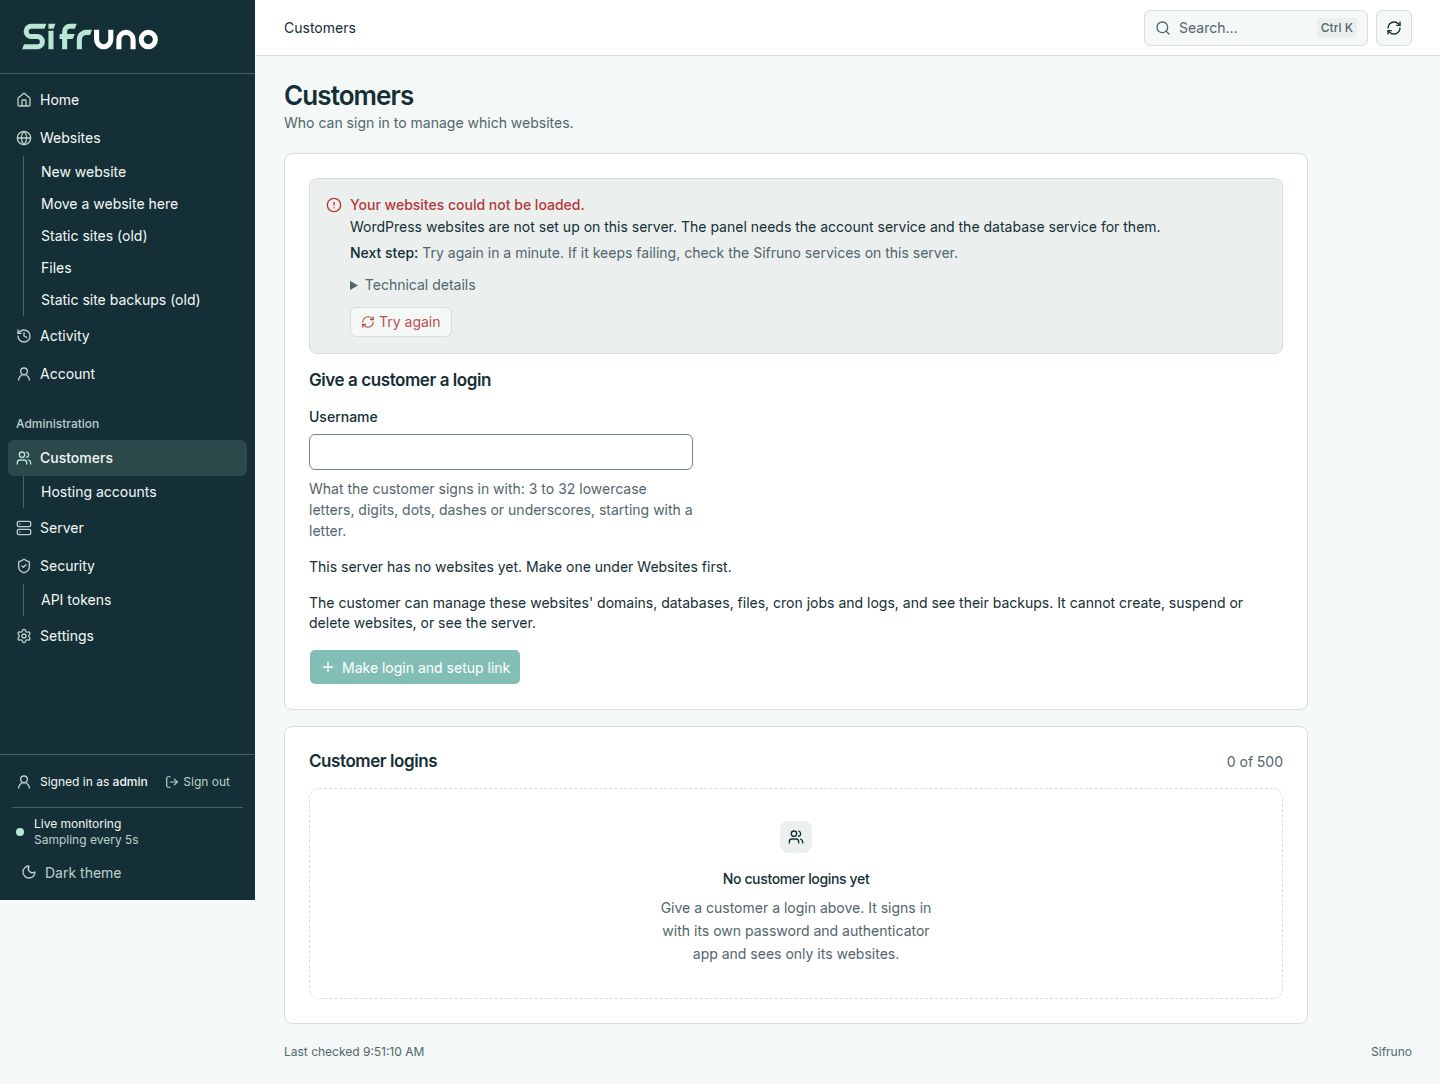 Sifruno
Customers
Search...
Ctrl K
Home
Websites
New website
Move a website here
Static sites (old)
Files
Static site backups (old)
Activity
Account
Administration
Customers
Hosting accounts
Server
Security
API tokens
Settings
Signed in as admin
Sign out
Live monitoring
Sampling every 5s
Dark theme
Customers
Who can sign in to manage which websites.
Your websites could not be loaded.
WordPress websites are not set up on this server. The panel needs the account service and the database service for them.
Next step: Try again in a minute. If it keeps failing, check the Sifruno services on this server.
Technical details
Try again
Give a customer a login
Username
What the customer signs in with: 3 to 32 lowercase
letters, digits, dots, dashes or underscores, starting with a
letter.
This server has no websites yet. Make one under Websites first.
The customer can manage these websites' domains, databases, files, cron jobs and logs, and see their backups. It cannot create, suspend or
delete websites, or see the server.
Make login and setup link
Customer logins
0 of 500
No customer logins yet
Give a customer a login above. It signs in
with its own password and authenticator
app and sees only its websites.
Last checked 9:51:10 AM
Sifruno